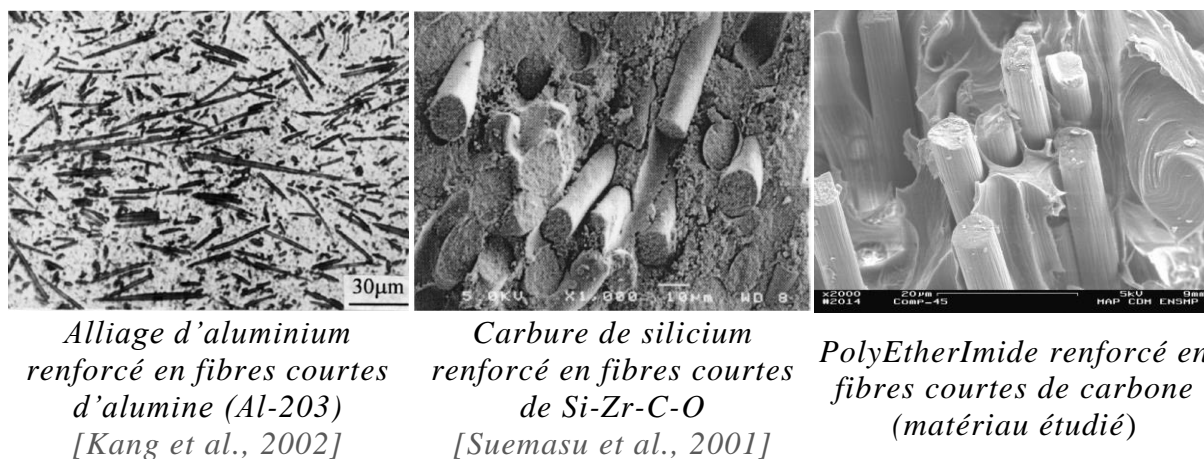 30µm
5.0KV X1,000 10µm WD 8
x2000 20µm 5kV 9mm
#2014 Comp-45 MAP CDM ENSMP
Alliage d'aluminium
renforcé en fibres courtes
d'alumine (Al-203)
[Kang et al., 2002]
Carbure de silicium
renforcé en fibres courtes
de Si-Zr-C-O
[Suemasu et al., 2001]
PolyEtherImide renforcé en
fibres courtes de carbone
(matériau étudié)